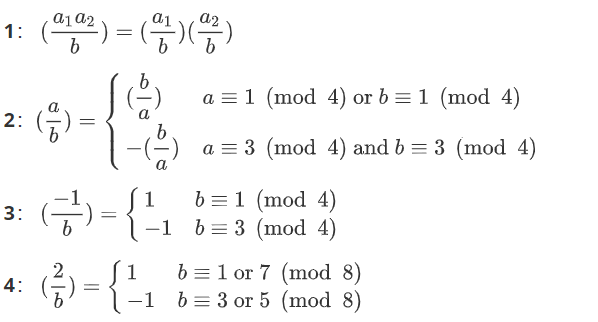 1: (a₁a₂/b) = (a₁/b)(a₂/b)
2: (a/b) = { (b/a) a ≡ 1 (mod 4) or b ≡ 1 (mod 4)
−(b/a) a ≡ 3 (mod 4) and b ≡ 3 (mod 4)
3: (−1/b) = { 1 b ≡ 1 (mod 4)
−1 b ≡ 3 (mod 4)
4: (2/b) = { 1 b ≡ 1 or 7 (mod 8)
−1 b ≡ 3 or 5 (mod 8)